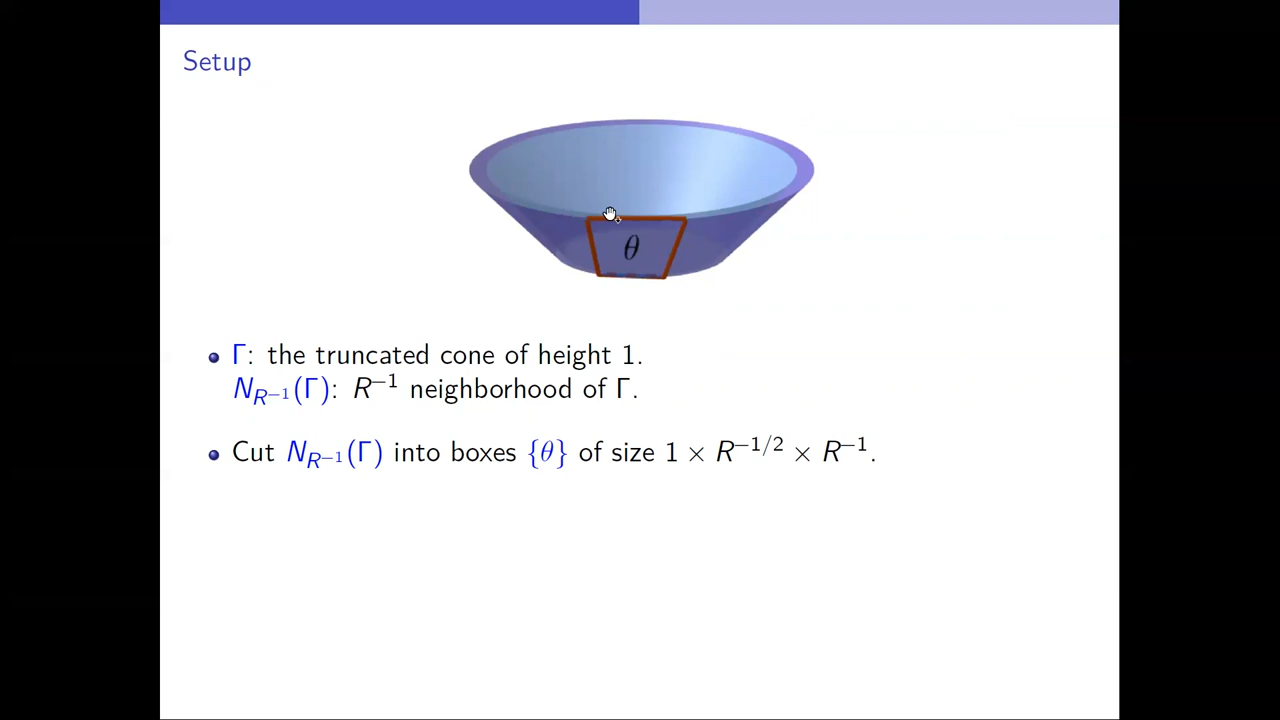 Setup
θ
Γ: the truncated cone of height 1.
N_{R^{-1}}(Γ): R^{-1} neighborhood of Γ.
Cut N_{R^{-1}}(Γ) into boxes {θ} of size 1 × R^{-1/2} × R^{-1}.